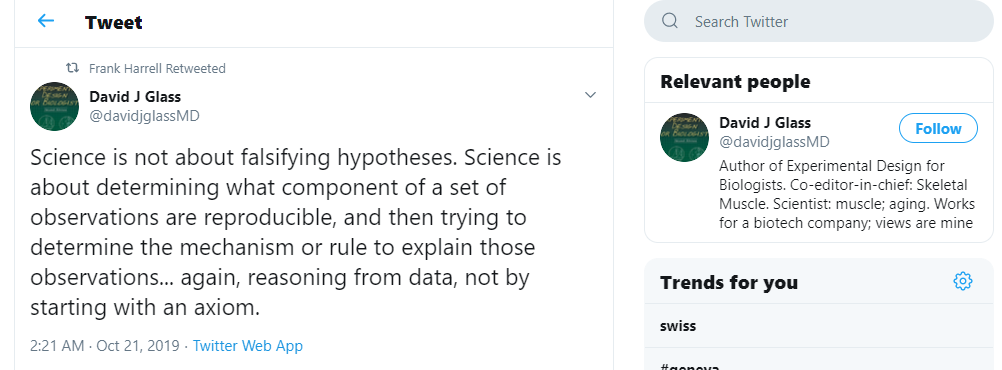 Tweet
Frank Harrell Retweeted
David J Glass
@davidjglassMD
Science is not about falsifying hypotheses. Science is
about determining what component of a set of
observations are reproducible, and then trying to
determine the mechanism or rule to explain those
observations... again, reasoning from data, not by
starting with an axiom.
2:21 AM · Oct 21, 2019 · Twitter Web App
Search Twitter
Relevant people
David J Glass
@davidjglassMD
Follow
Author of Experimental Design for
Biologists. Co-editor-in-chief: Skeletal
Muscle. Scientist: muscle; aging. Works
for a biotech company; views are mine
Trends for you
swiss
#geneva